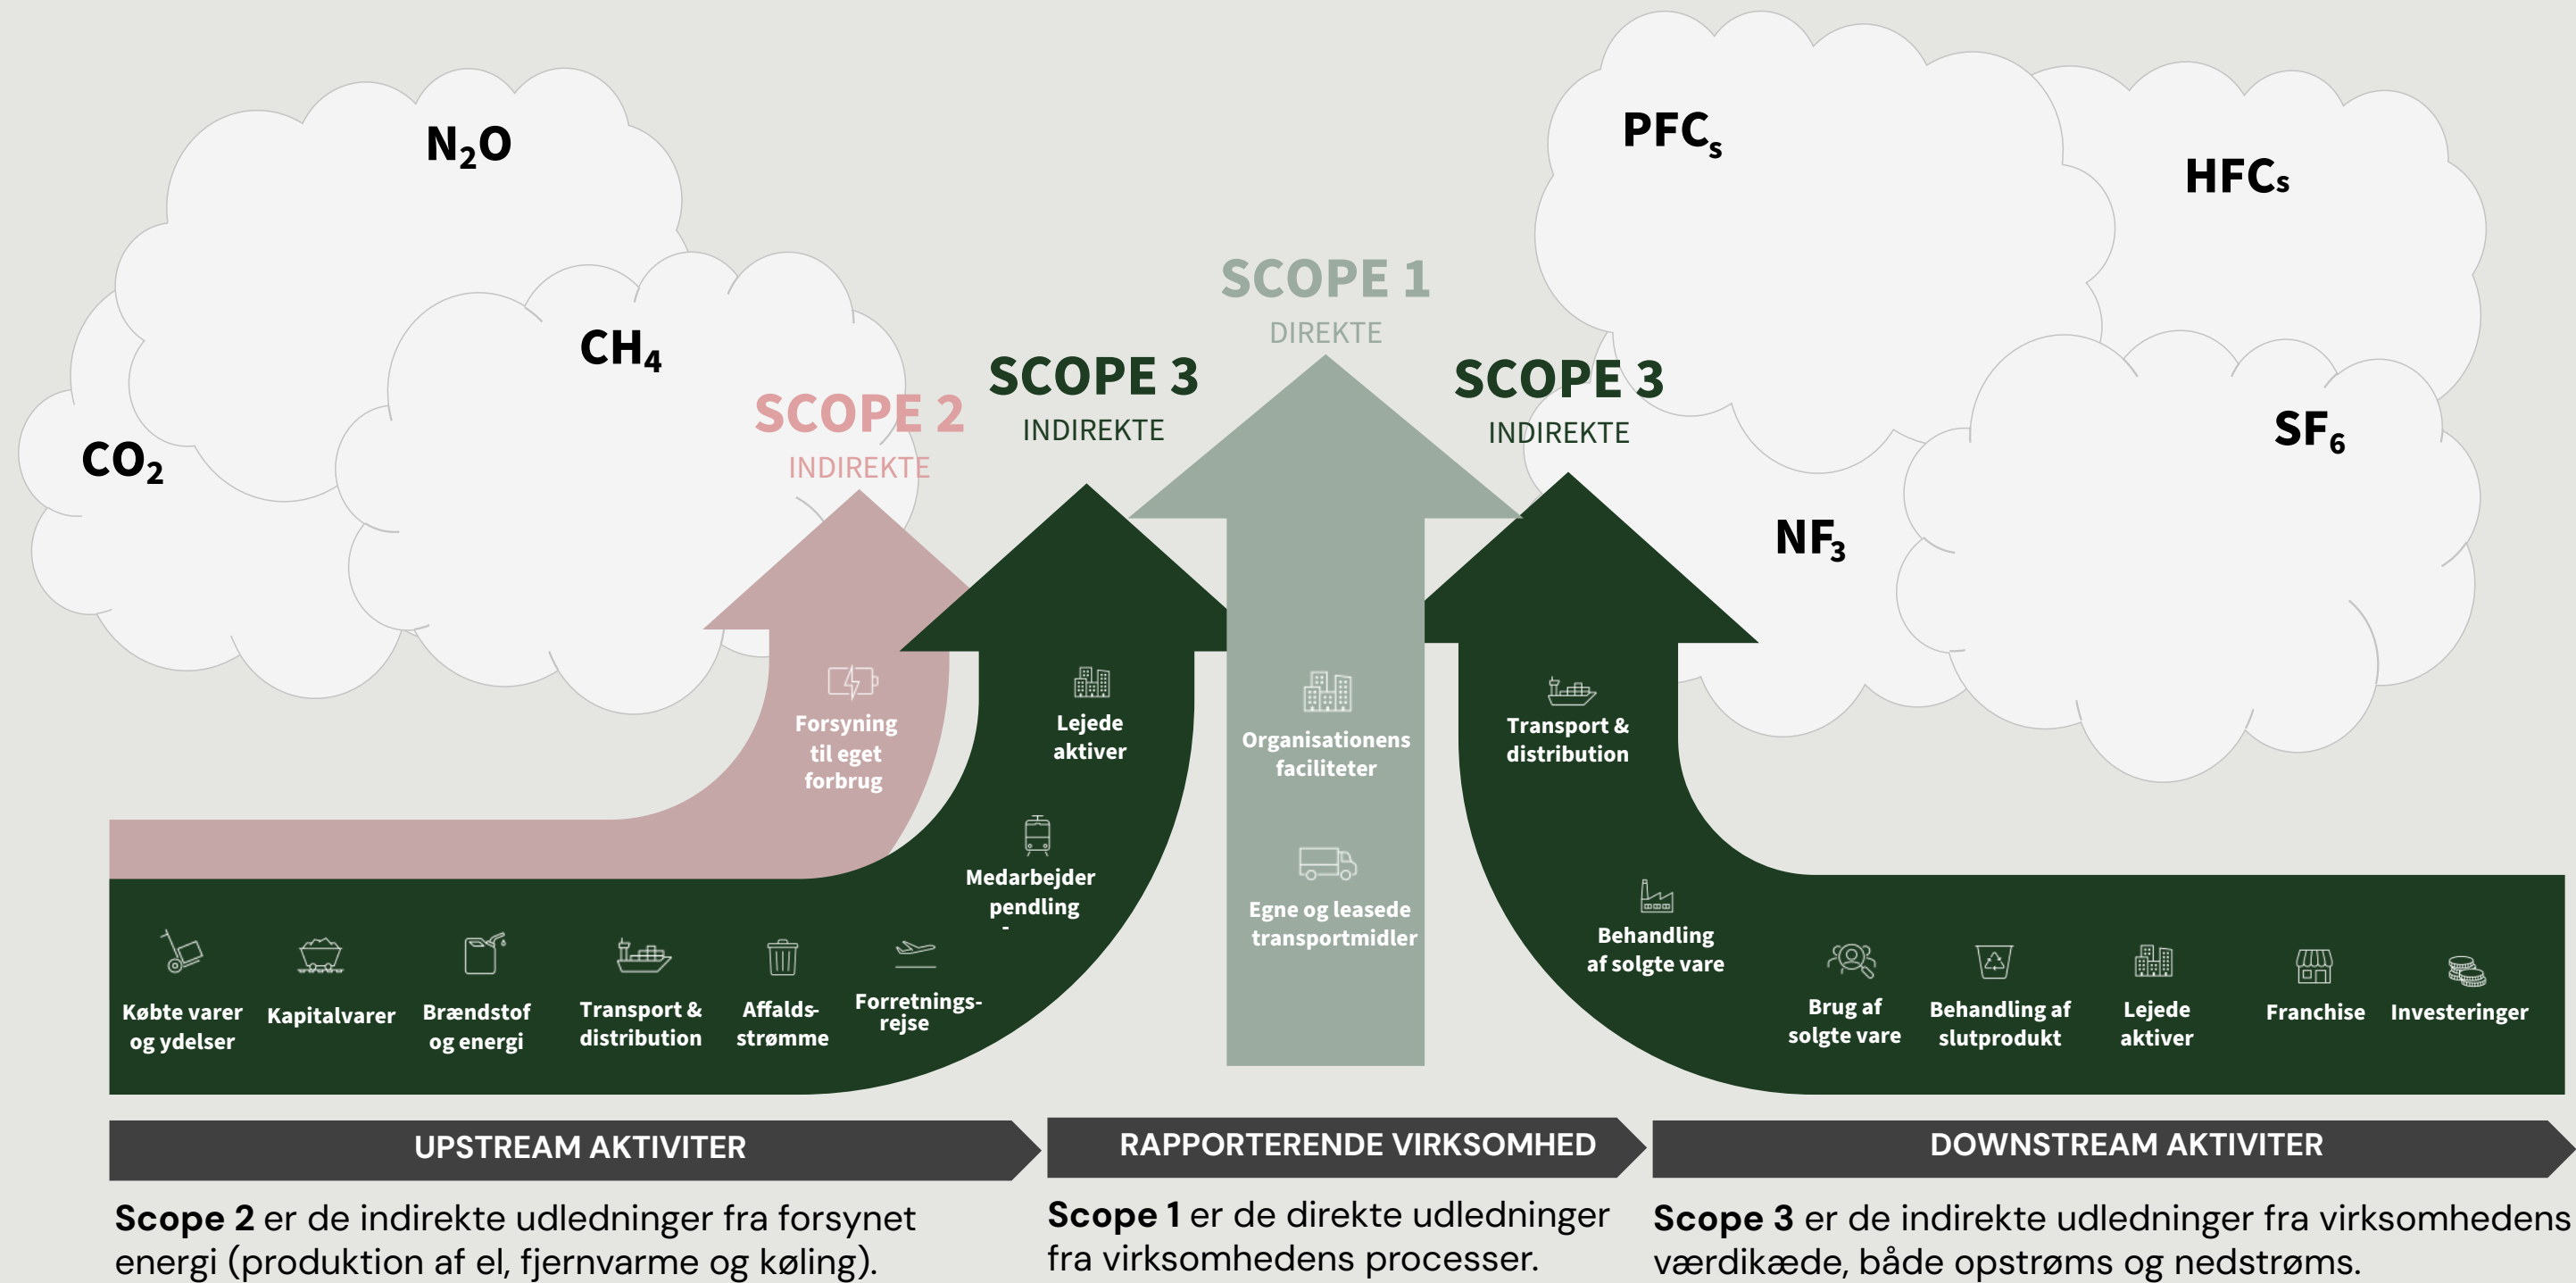 N₂O
CH₄
CO₂
PFCₛ
HFCs
SF₆
NF₃
SCOPE 2
INDIREKTE
SCOPE 3
INDIREKTE
SCOPE 1
DIREKTE
SCOPE 3
INDIREKTE
Forsyning
til eget
forbrug
Lejede
aktiver
Medarbejder
pendling
-
Købte varer
og ydelser
Kapitalvarer
Brændstof
og energi
Transport &
distribution
Affalds-
strømme
Forretnings-
rejse
Organisationens
faciliteter
Egne og leasede
transportmidler
Transport &
distribution
Behandling
af solgte vare
Brug af
solgte vare
Behandling af
slutprodukt
Lejede
aktiver
Franchise
Investeringer
UPSTREAM AKTIVITER
RAPPORTERENDE VIRKSOMHED
DOWNSTREAM AKTIVITER
Scope 2 er de indirekte udledninger fra forsynet
energi (produktion af el, fjernvarme og køling).
Scope 1 er de direkte udledninger
fra virksomhedens processer.
Scope 3 er de indirekte udledninger fra virksomhedens
værdikæde, både opstrøms og nedstrøms.